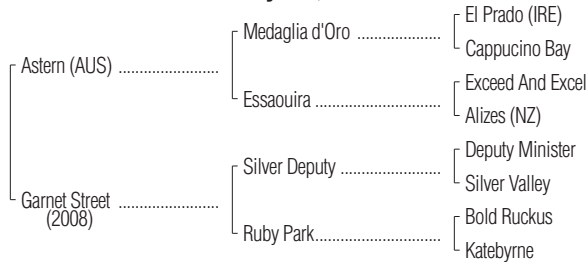 El Prado (IRE)
Medaglia d'Oro
Cappucino Bay
Astern (AUS)
Exceed And Excel
Essaouira
Alizes (NZ)
Deputy Minister
Silver Deputy
Silver Valley
Garnet Street
(2008)
Bold Ruckus
Ruby Park
Katebyrne